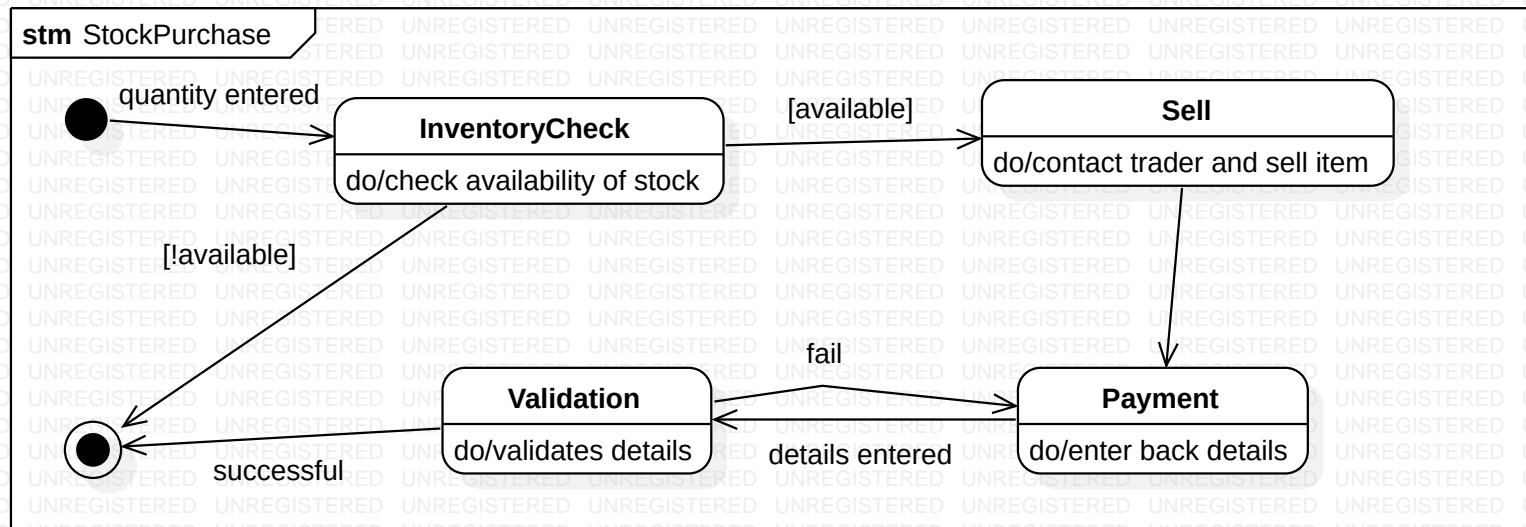 stm StockPurchase
quantity entered
InventoryCheck
do/check availability of stock
[available]
Sell
do/contact trader and sell item
[!available]
fail
Validation
do/validates details
Payment
do/enter back details
details entered
successful
UNREGISTERED